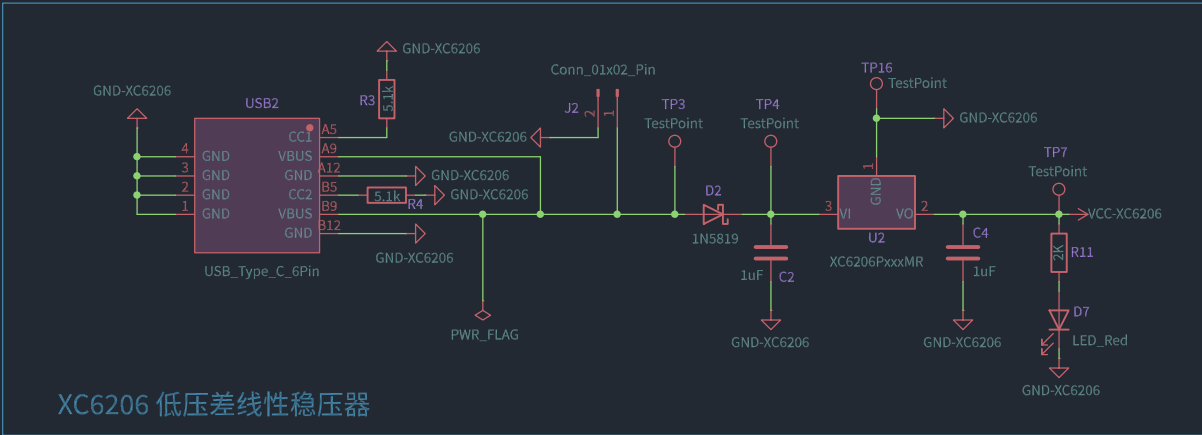 GND-XC6206
GND-XC6206
USB2
4 GND
3 GND
2 GND
1 GND
CC1 A5
VBUS A9
GND A12
CC2 B5
VBUS B9
GND B12
USB_Type_C_6Pin
R3
5.1k
GND-XC6206
5.1k
R4
GND-XC6206
GND-XC6206
PWR_FLAG
Conn_01x02_Pin
J2
2
1
GND-XC6206
TP3
TestPoint
TP4
TestPoint
D2
1N5819
1uF
C2
GND-XC6206
TP16
TestPoint
GND-XC6206
1
GND
3
VI
VO
2
U2
XC6206PxxxMR
C4
1uF
GND-XC6206
TP7
TestPoint
VCC-XC6206
2K
R11
D7
LED_Red
GND-XC6206
XC6206 低压差线性稳压器